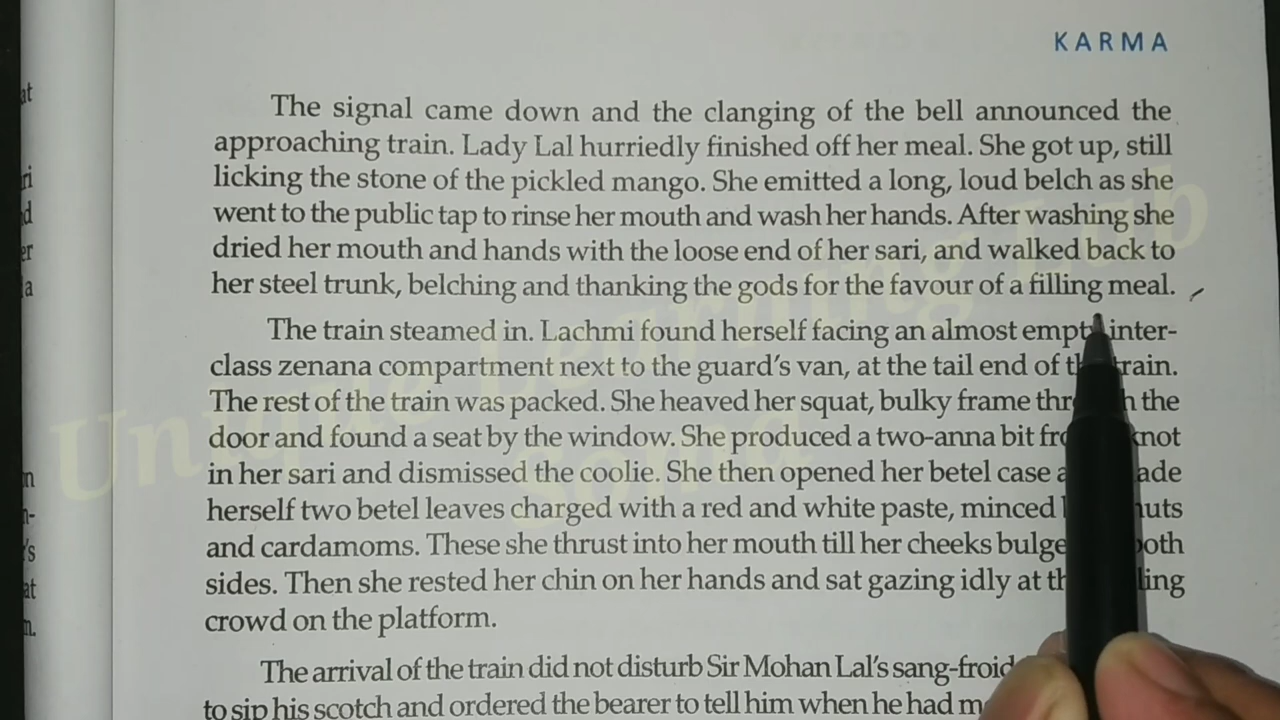 at
ri
d
er
a
n
n-
's
at
n.
KARMA
The signal came down and the clanging of the bell announced the
approaching train. Lady Lal hurriedly finished off her meal. She got up, still
licking the stone of the pickled mango. She emitted a long, loud belch as she
went to the public tap to rinse her mouth and wash her hands. After washing she
dried her mouth and hands with the loose end of her sari, and walked back to
her steel trunk, belching and thanking the gods for the favour of a filling meal.
The train steamed in. Lachmi found herself facing an almost inter-
class zenana compartment next to the guard's van, at the tail end of
The rest of the train was packed. She heaved her squat, bulky frame the
door and found a seat by the window. She produced a two-anna bit
in her sari and dismissed the coolie. She then opened her betel case
herself two betel leaves charged with a red and white paste, minced
and cardamoms. These she thrust into her mouth till her cheeks
sides. Then she rested her chin on her hands and sat gazing idly at
crowd on the platform.
The arrival of the train did not disturb Sir Mohan Lal's sang-froid
to sip his scotch and ordered the bearer to tell him when he had
Unique Learning Lab
Sonia